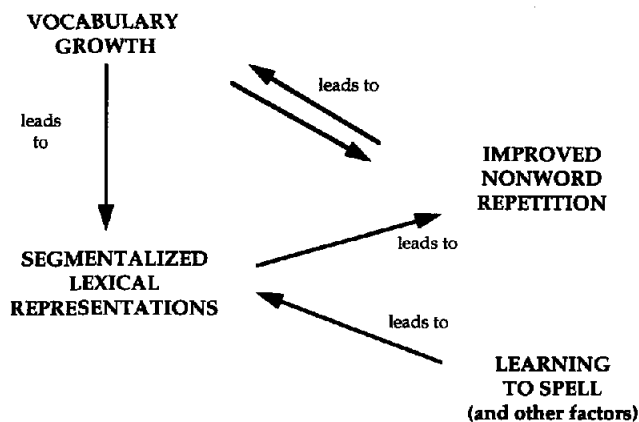 VOCABULARY
GROWTH
leads to
leads
to
IMPROVED
NONWORD
REPETITION
leads to
SEGMENTALIZED
LEXICAL
REPRESENTATIONS
leads to
LEARNING
TO SPELL
(and other factors)